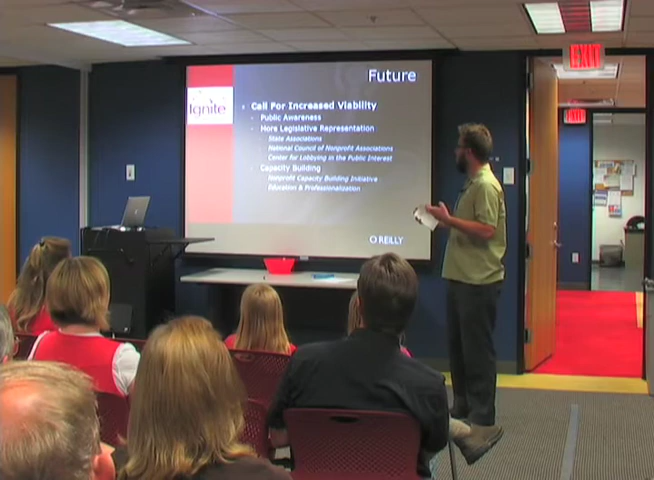 EXIT
Future
Ignite
Call For Increased Viability
Public Awareness
More Legislative Representation
State Associations
National Council of Nonprofit Associations
Center for Lobbying in the Public Interest
Capacity Building
Nonprofit Capacity Building Initiative
Education & Professionalization
O'REILLY
EXIT